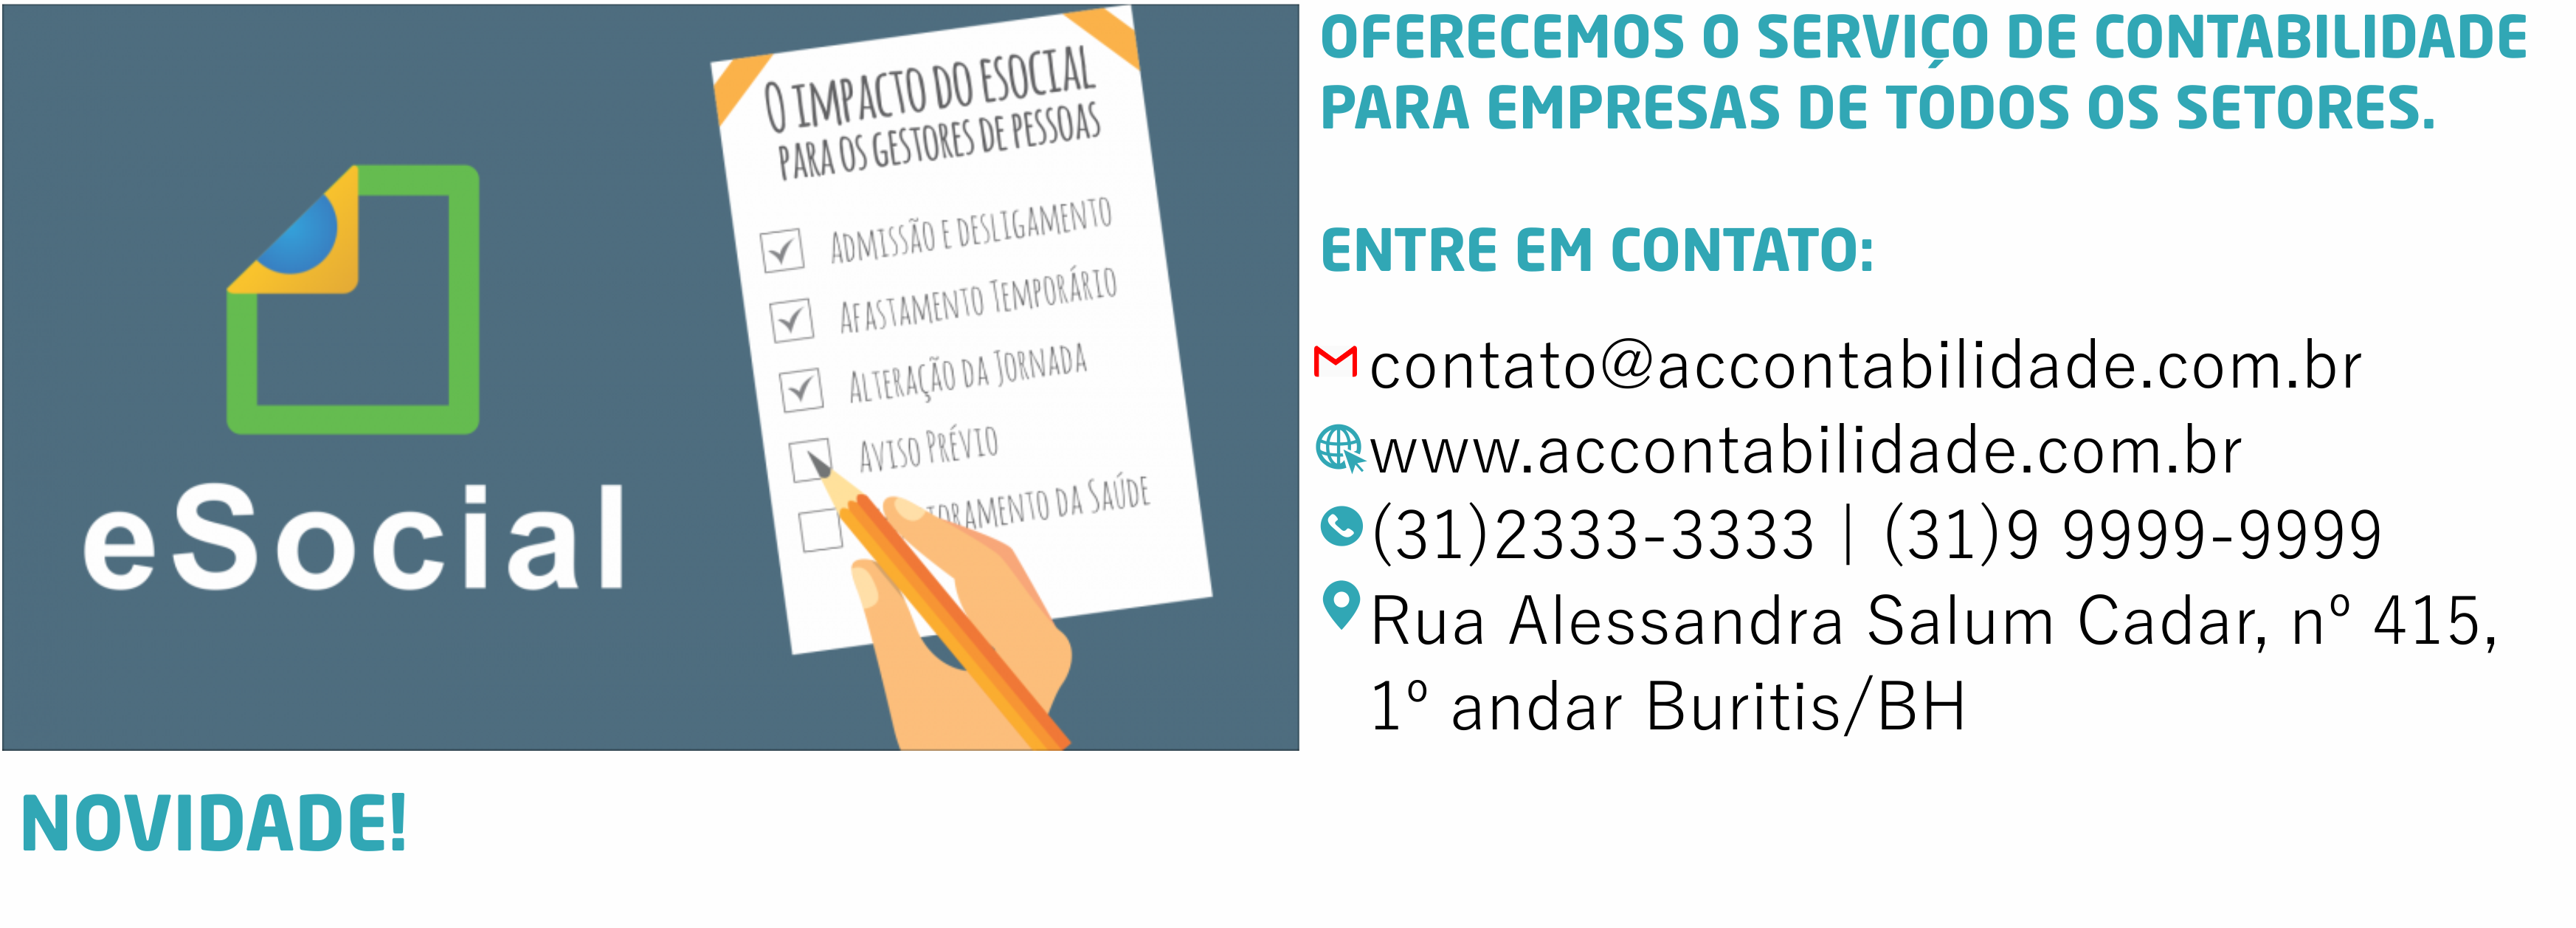 O IMPACTO DO ESOCIAL
PARA OS GESTORES DE PESSOAS
ADMISSÃO E DESLIGAMENTO
AFASTAMENTO TEMPORÁRIO
ALTERAÇÃO DA JORNADA
AVISO PRÉVIO
DA SAÚDE
eSocial
NOVIDADE!
OFERECEMOS O SERVIÇO DE CONTABILIDADE
PARA EMPRESAS DE TODOS OS SETORES.
ENTRE EM CONTATO:
contato@accontabilidade.com.br
www.accontabilidade.com.br
(31)2333-3333 | (31)9 9999-9999
Rua Alessandra Salum Cadar, nº 415,
1º andar Buritis/BH